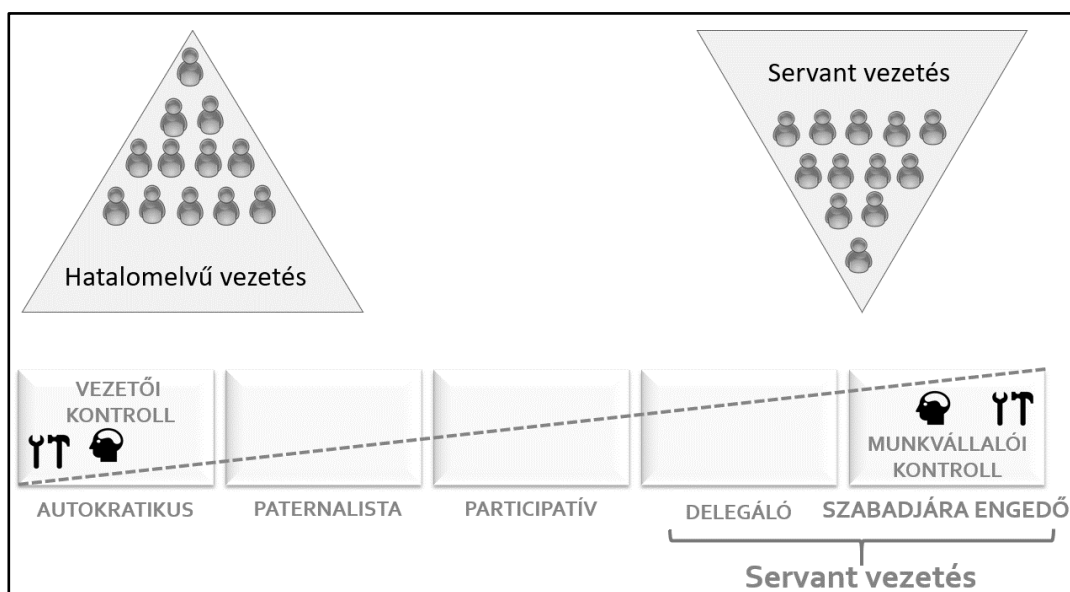 Servant vezetés
Hatalomelvű vezetés
VEZETŐI
KONTROLL
MUNKVÁLLALÓI
KONTROLL
AUTOKRATIKUS
PATERNALISTA
PARTICIPATÍV
DELEGÁLÓ
SZABADJÁRA ENGEDŐ
Servant vezetés